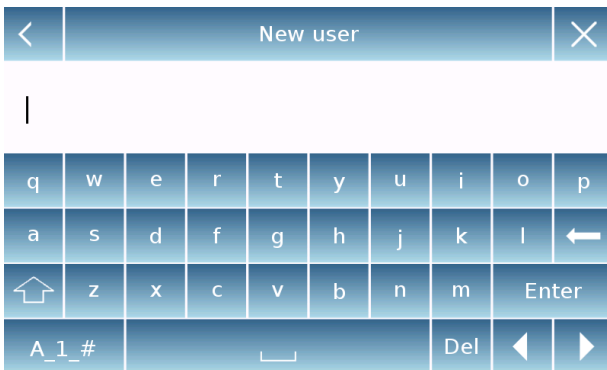 New user
q w e r t y u i o p
a s d f g h j k l
z x c v b n m Enter
A_1_# Del